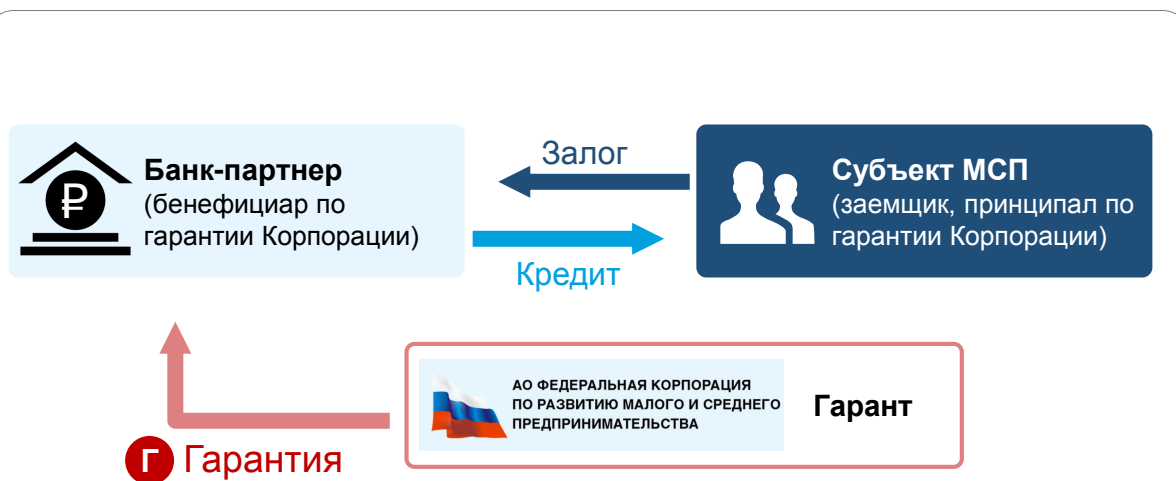 Банк-партнер
(бенефициар по
гарантии Корпорации)
Залог
Кредит
Субъект МСП
(заемщик, принципал по
гарантии Корпорации)
АО ФЕДЕРАЛЬНАЯ КОРПОРАЦИЯ
ПО РАЗВИТИЮ МАЛОГО И СРЕДНЕГО
ПРЕДПРИНИМАТЕЛЬСТВА
Гарант
Г Гарантия